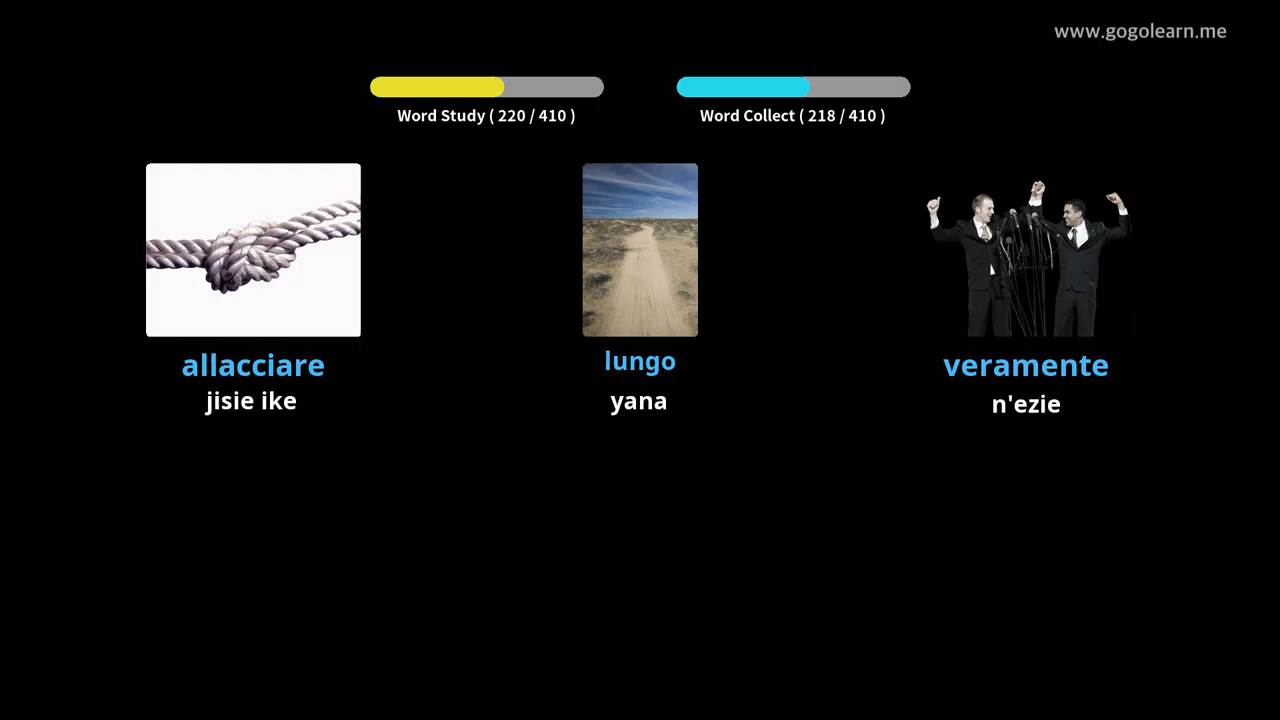 www.gogolearn.me
Word Study ( 220 / 410 )
Word Collect ( 218 / 410 )
allacciare
jisie ike
lungo
yana
veramente
n'ezie